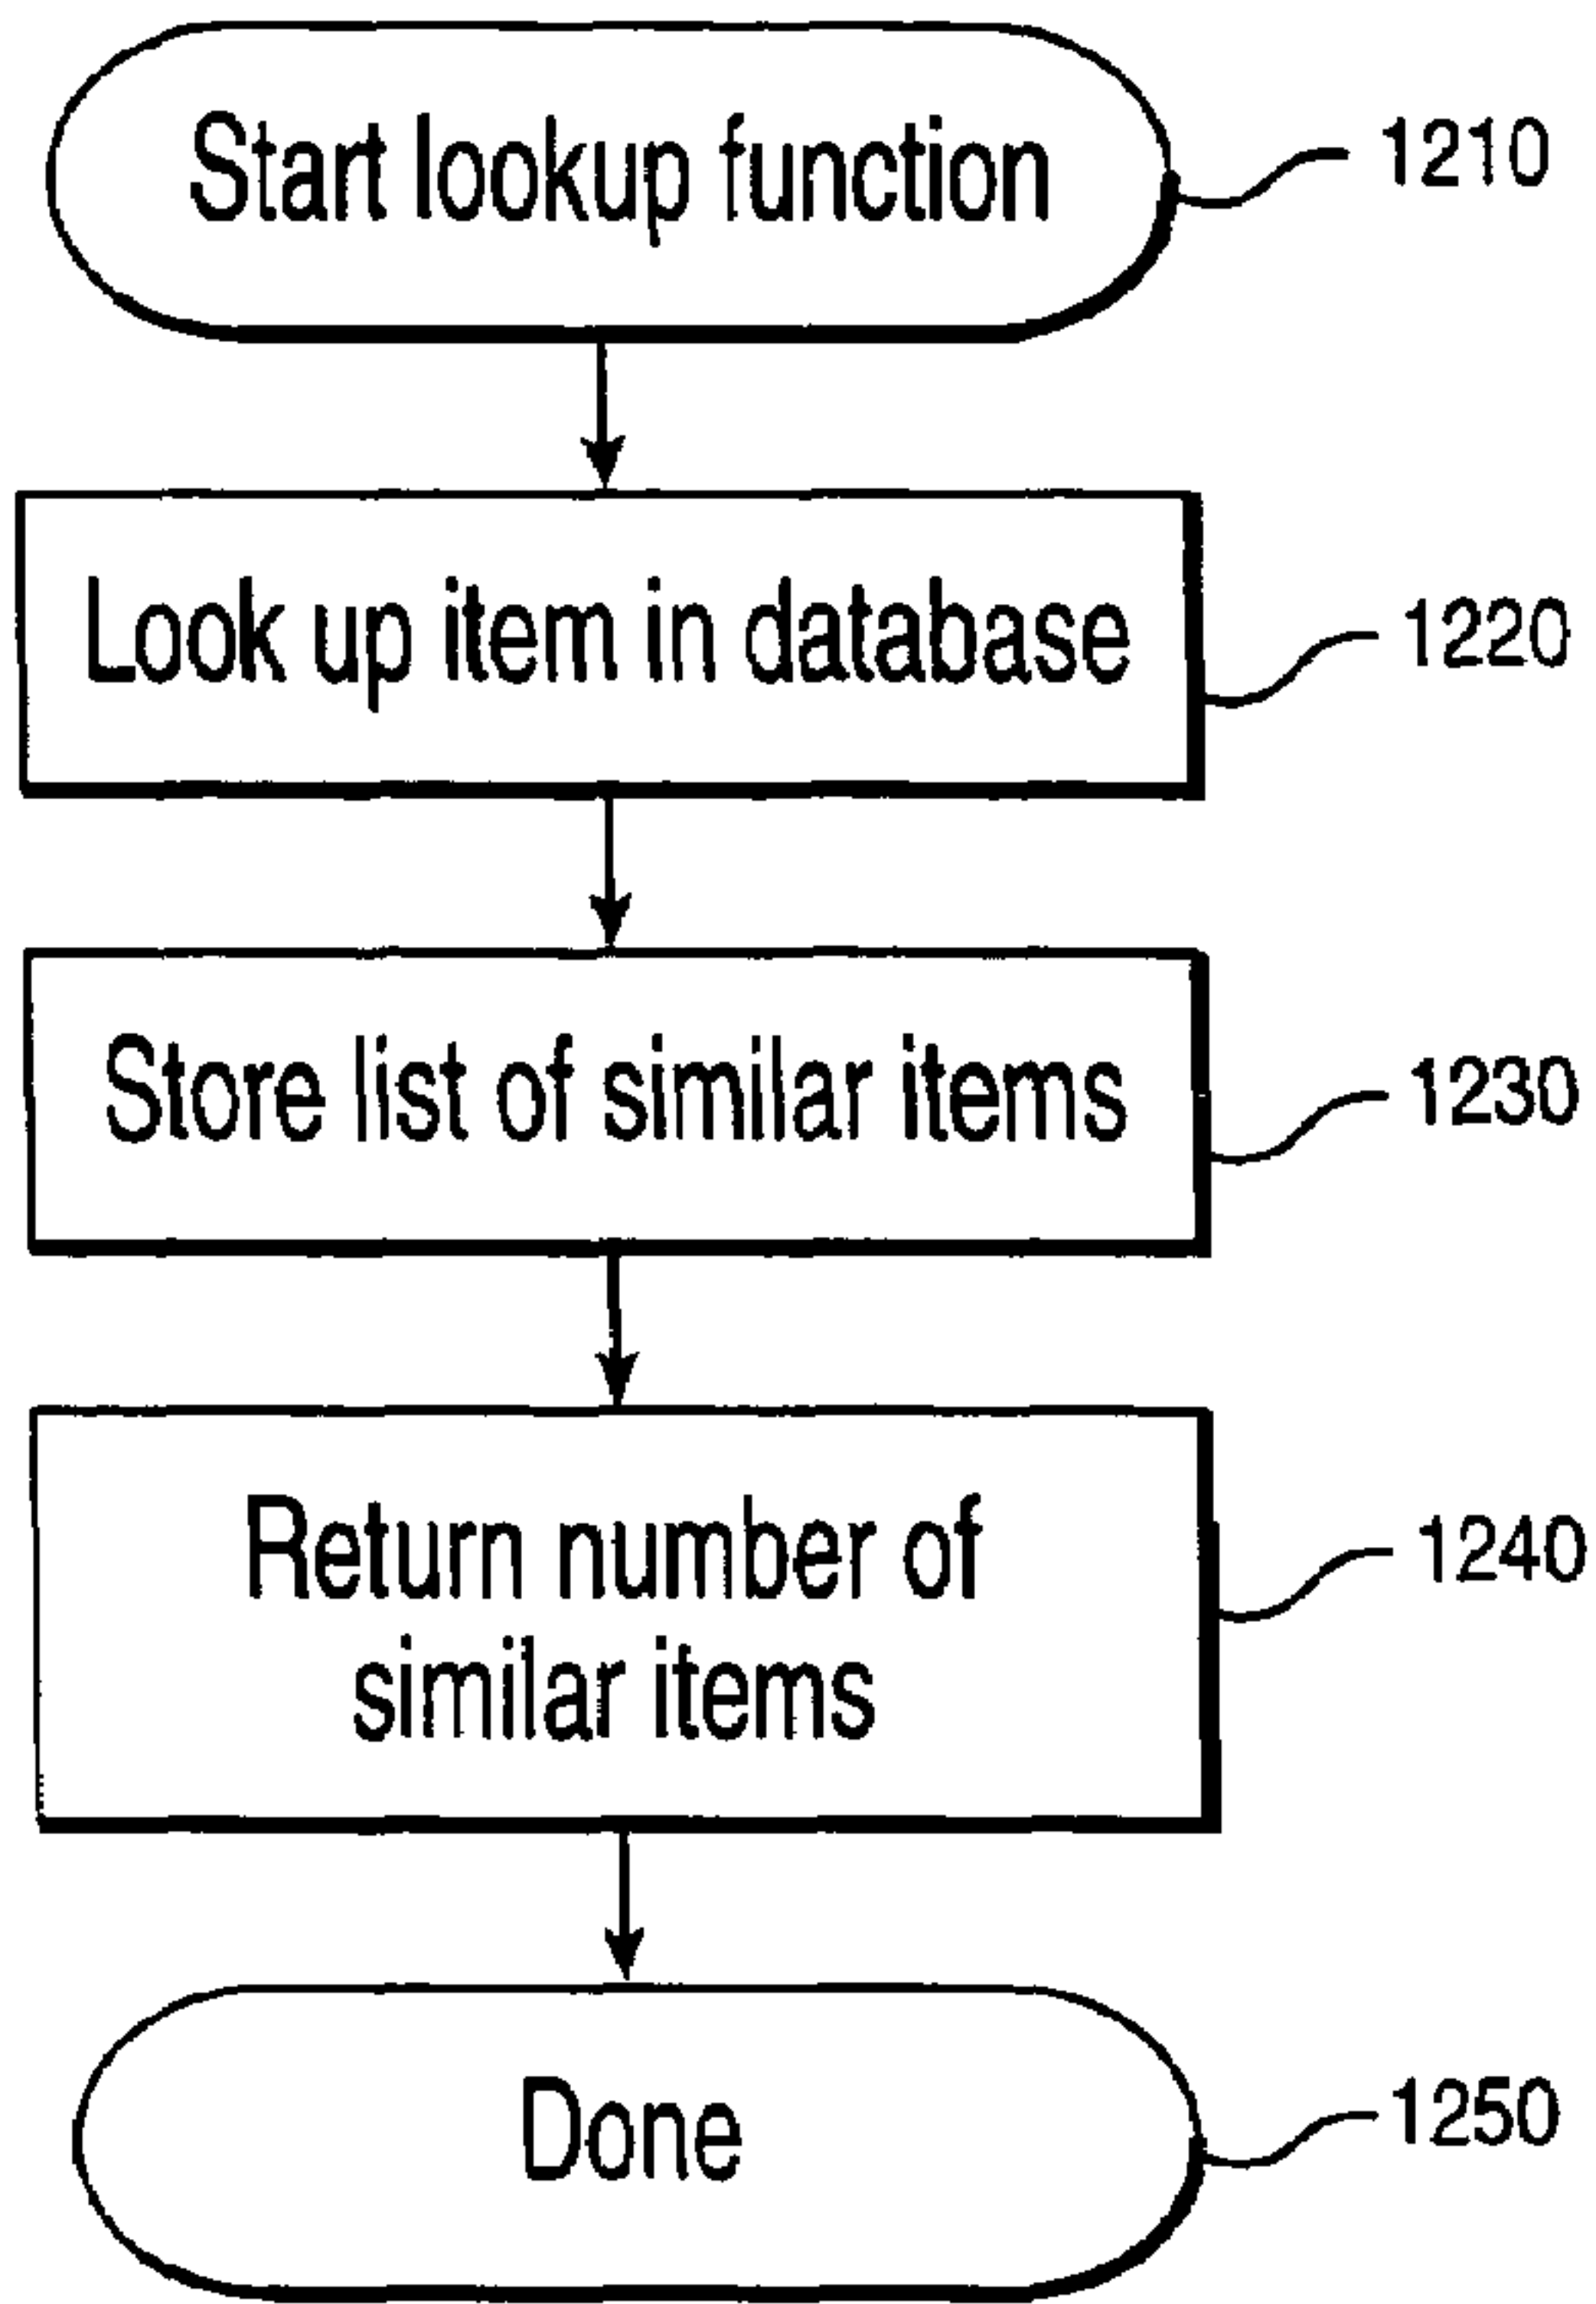 Start lookup function
1210
Look up item in database
1220
Store list of similar items
1230
Return number of
similar items
1240
Done
1250